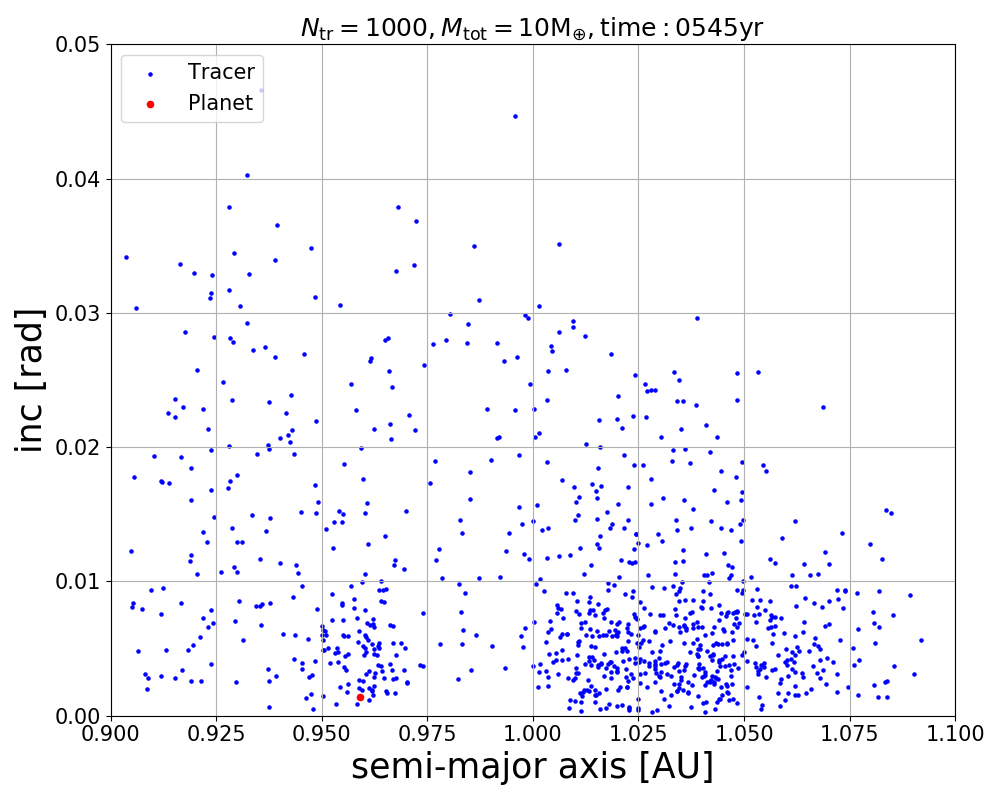 N_tr = 1000, M_tot = 10M_⊕, time : 0545yr
Tracer
Planet
0.05
0.04
0.03
0.02
0.01
0.00
inc [rad]
0.900 0.925 0.950 0.975 1.000 1.025 1.050 1.075 1.100
semi-major axis [AU]